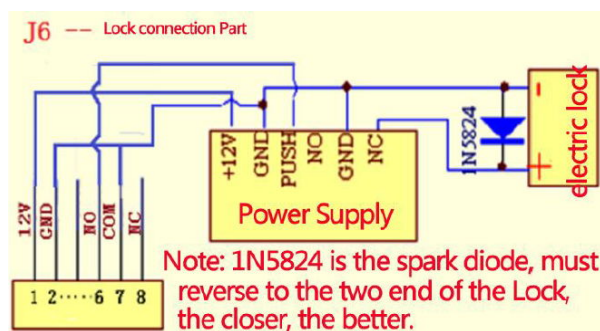 J6 -- Lock connection Part
+12V
GND
PUSH
NO
GND
NC
Power Supply
1N5824
-
+
electric lock
12V
GND
NO
COM
NC
1 2 ····· 6 7 8
Note: 1N5824 is the spark diode, must
reverse to the two end of the Lock,
the closer, the better.